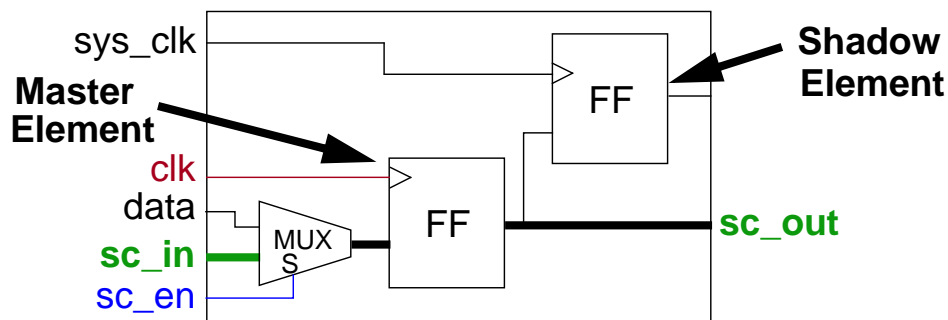 sys_clk
Shadow
Element
FF
Master
Element
clk
data
FF
sc_out
MUX
sc_in
S
sc_en